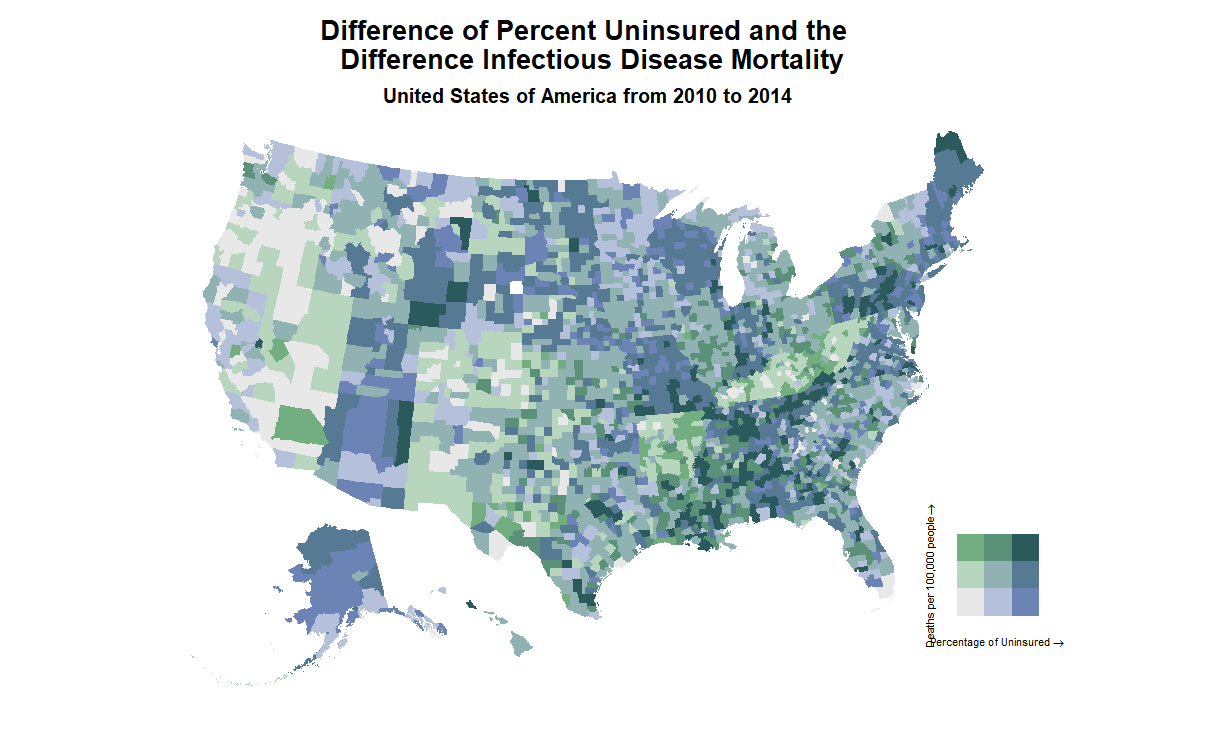 Difference of Percent Uninsured and the
Difference Infectious Disease Mortality
United States of America from 2010 to 2014
Deaths per 100,000 people →
Percentage of Uninsured →